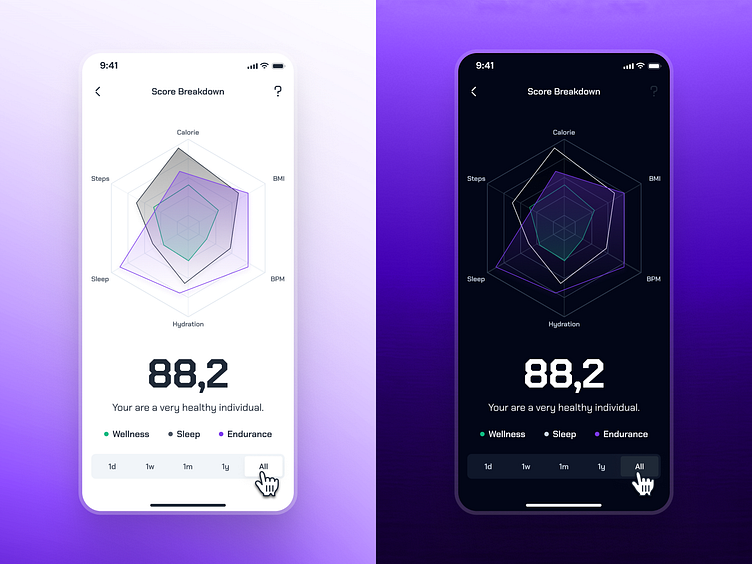 9:41
Score Breakdown
?
Calorie
Steps
BMI
Sleep
BPM
Hydration
88,2
Your are a very healthy individual.
Wellness
Sleep
Endurance
1d
1w
1m
1y
All
9:41
Score Breakdown
?
Calorie
Steps
BMI
Sleep
BPM
Hydration
88,2
Your are a very healthy individual.
Wellness
Sleep
Endurance
1d
1w
1m
1y
All